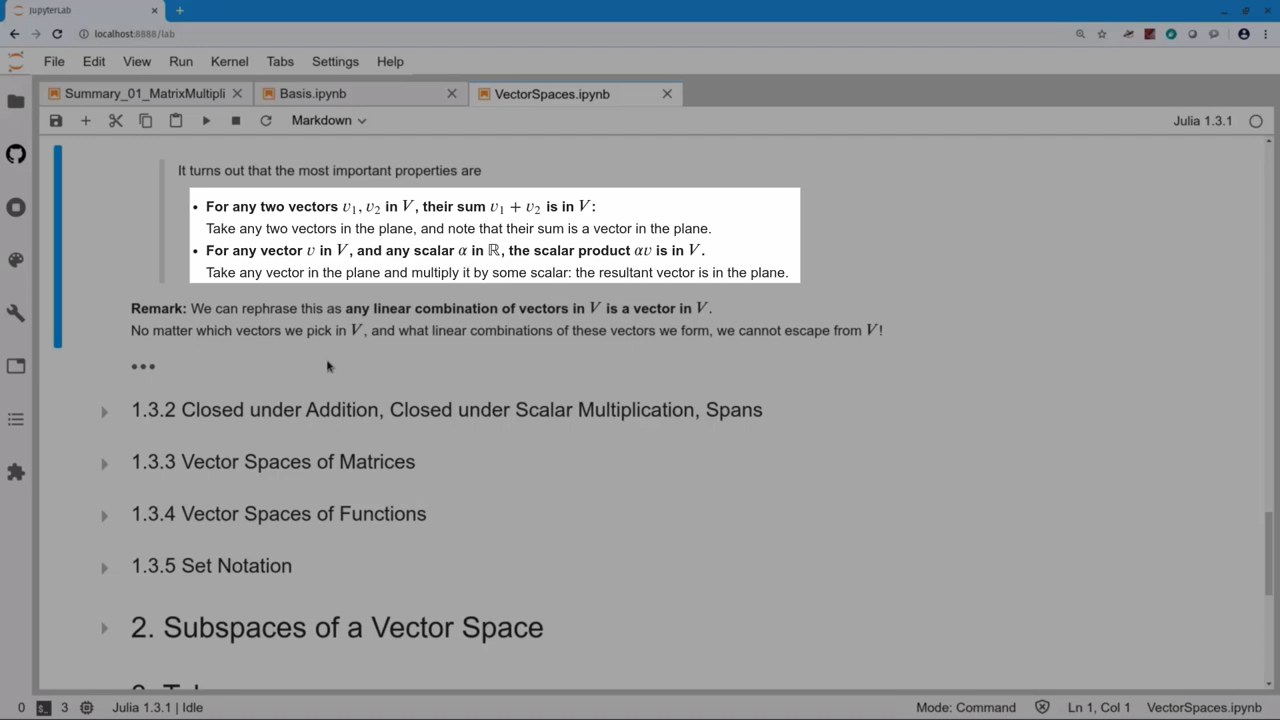 JupyterLab
localhost:8888/lab
File Edit View Run Kernel Tabs Settings Help
Summary_01_MatrixMultipli Basis.ipynb VectorSpaces.ipynb
Markdown Julia 1.3.1
It turns out that the most important properties are
• For any two vectors v₁, v₂ in V, their sum v₁ + v₂ is in V:
Take any two vectors in the plane, and note that their sum is a vector in the plane.
• For any vector v in V, and any scalar α in ℝ, the scalar product αv is in V.
Take any vector in the plane and multiply it by some scalar: the resultant vector is in the plane.
Remark: We can rephrase this as any linear combination of vectors in V is a vector in V.
No matter which vectors we pick in V, and what linear combinations of these vectors we form, we cannot escape from V!
1.3.2 Closed under Addition, Closed under Scalar Multiplication, Spans
1.3.3 Vector Spaces of Matrices
1.3.4 Vector Spaces of Functions
1.3.5 Set Notation
2. Subspaces of a Vector Space
0 3 Julia 1.3.1 | Idle Mode: Command Ln 1, Col 1 VectorSpaces.ipynb